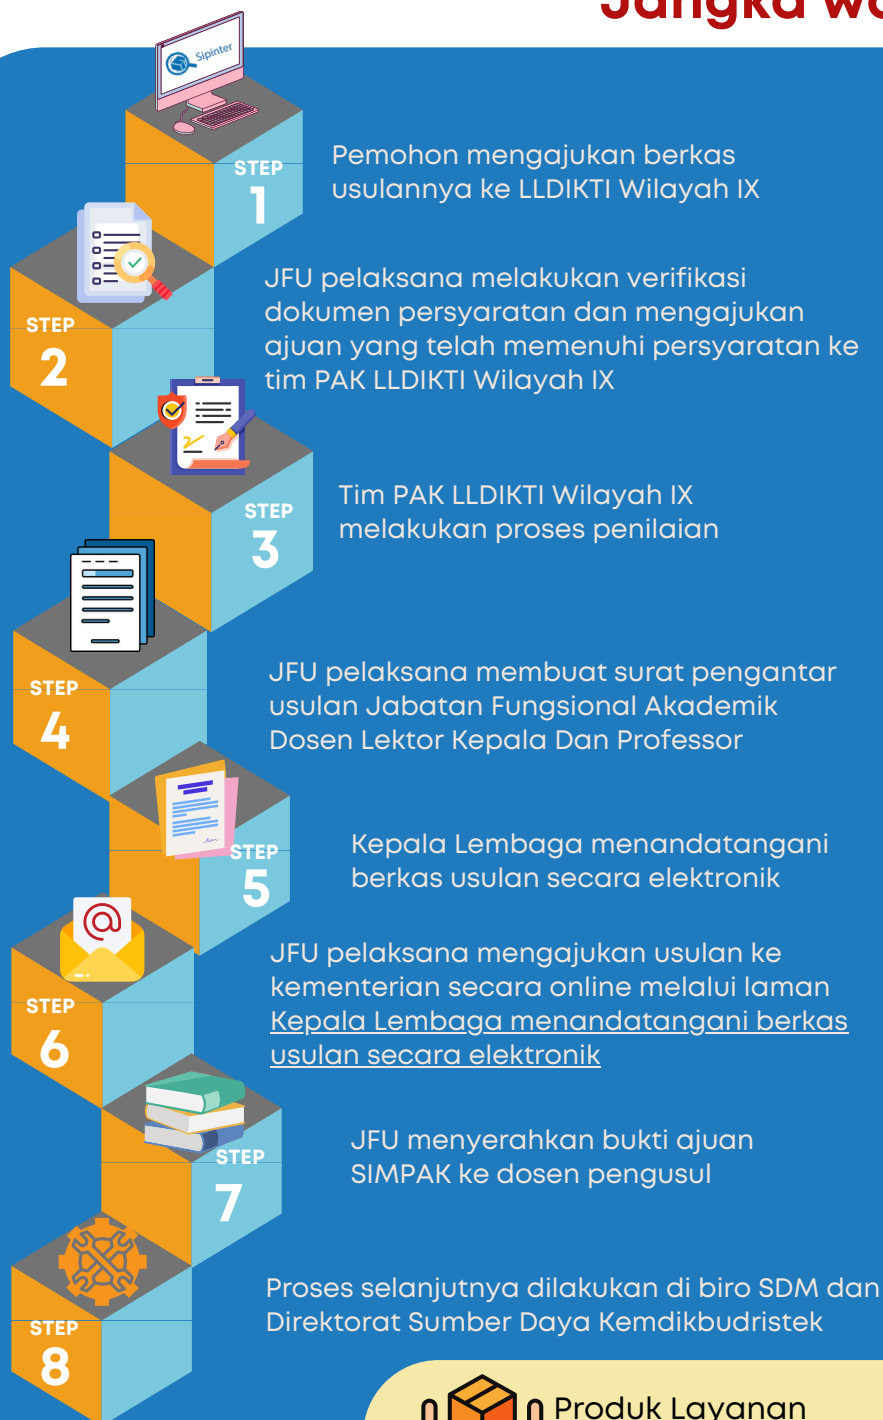 Jangka wa
Sipinter
STEP
1
Pemohon mengajukan berkas
usulannya ke LLDIKTI Wilayah IX
STEP
2
JFU pelaksana melakukan verifikasi
dokumen persyaratan dan mengajukan
ajuan yang telah memenuhi persyaratan ke
tim PAK LLDIKTI Wilayah IX
STEP
3
Tim PAK LLDIKTI Wilayah IX
melakukan proses penilaian
STEP
4
JFU pelaksana membuat surat pengantar
usulan Jabatan Fungsional Akademik
Dosen Lektor Kepala Dan Professor
STEP
5
Kepala Lembaga menandatangani
berkas usulan secara elektronik
STEP
6
JFU pelaksana mengajukan usulan ke
kementerian secara online melalui laman
Kepala Lembaga menandatangani berkas
usulan secara elektronik
STEP
7
JFU menyerahkan bukti ajuan
SIMPAK ke dosen pengusul
STEP
8
Proses selanjutnya dilakukan di biro SDM dan
Direktorat Sumber Daya Kemdikbudristek
Produk Layanan